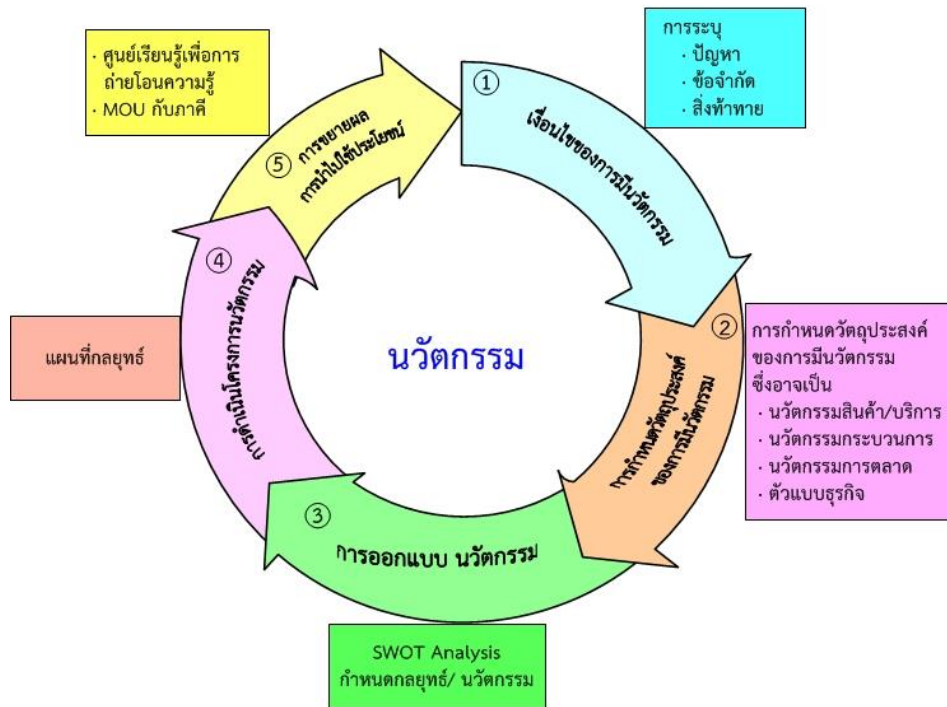 · ศูนย์เรียนรู้เพื่อการ
ถ่ายโอนความรู้
· MOU กับภาคี
การระบุ
· ปัญหา
· ข้อจำกัด
· สิ่งท้าทาย
①
เงื่อนไขของการมีนวัตกรรม
②
การกำหนดวัตถุประสงค์
ของการมีนวัตกรรม
การกำหนดวัตถุประสงค์
ของการมีนวัตกรรม
ซึ่งอาจเป็น
· นวัตกรรมสินค้า/บริการ
· นวัตกรรมกระบวนการ
· นวัตกรรมการตลาด
· ตัวแบบธุรกิจ
③
การออกแบบ นวัตกรรม
SWOT Analysis
กำหนดกลยุทธ์/ นวัตกรรม
④
การดำเนินโครงการนวัตกรรม
แผนที่กลยุทธ์
⑤
การขยายผล
การนำไปใช้ประโยชน์
นวัตกรรม